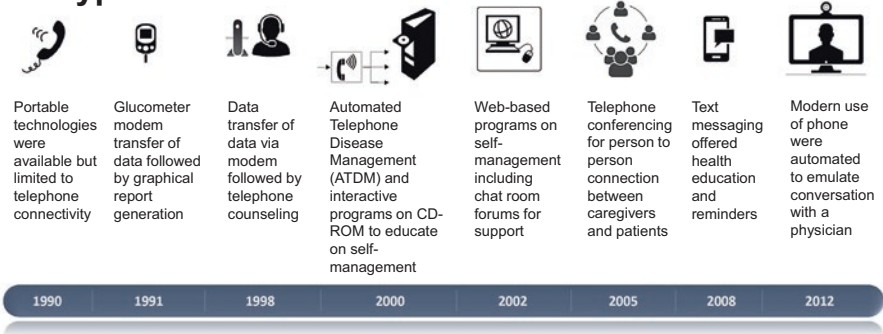 Portable
technologies
were
available but
limited to
telephone
connectivity
Glucometer
modem
transfer of
data followed
by graphical
report
generation
Data
transfer of
data via
modem
followed by
telephone
counseling
Automated
Telephone
Disease
Management
(ATDM) and
interactive
programs on CD-
ROM to educate
on self-
management
Web-based
programs on
self-
management
including
chat room
forums for
support
Telephone
conferencing
for person to
person
connection
between
caregivers
and patients
Text
messaging
offered
health
education
and
reminders
Modern use
of phone
were
automated
to emulate
conversation
with a
physician
1990
1991
1998
2000
2002
2005
2008
2012